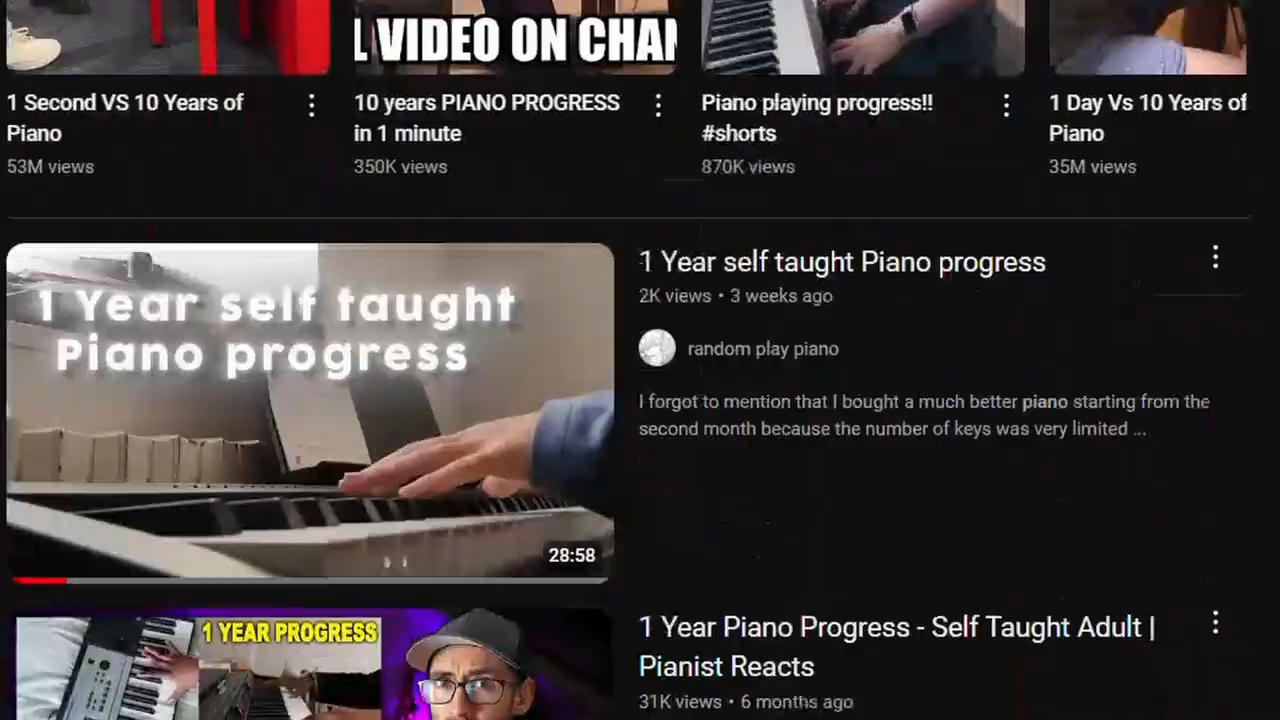 L VIDEO ON CHAN
1 Second VS 10 Years of
Piano
53M views
10 years PIANO PROGRESS
in 1 minute
350K views
Piano playing progress!!
#shorts
870K views
1 Day Vs 10 Years of
Piano
35M views
1 Year self taught
Piano progress
28:58
1 Year self taught Piano progress
2K views • 3 weeks ago
random play piano
I forgot to mention that I bought a much better piano starting from the
second month because the number of keys was very limited ...
1 YEAR PROGRESS
1 Year Piano Progress - Self Taught Adult |
Pianist Reacts
31K views • 6 months ago